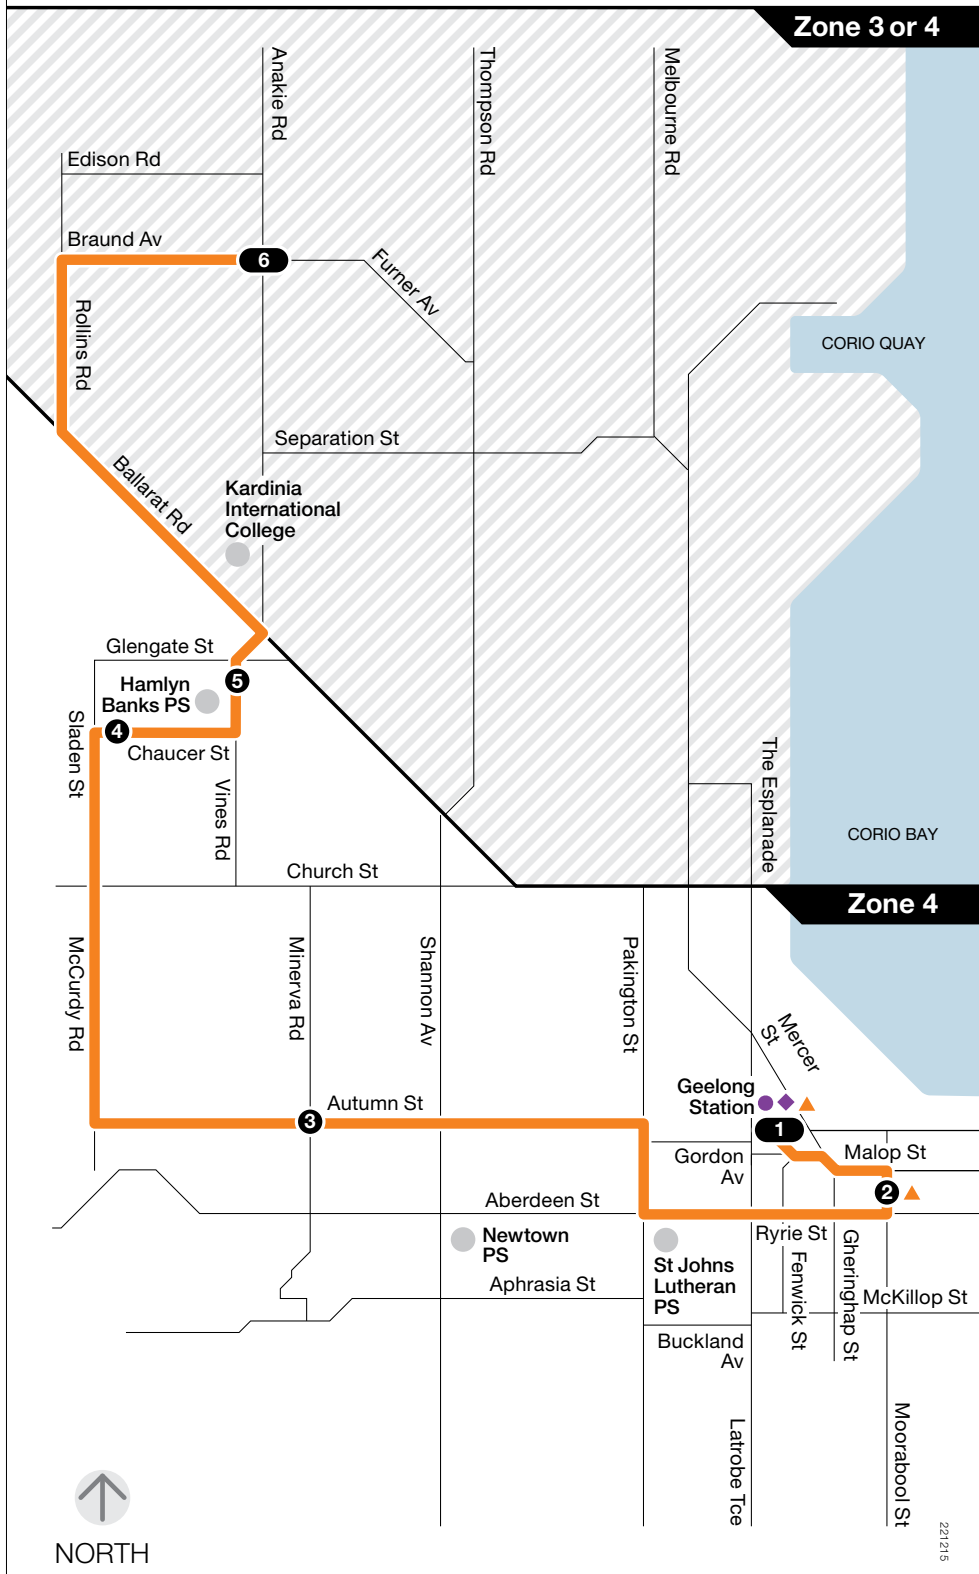 Zone 3 or 4
Anakie Rd
Thompson Rd
Melbourne Rd
Edison Rd
Braund Av
6
Furner Av
Rollins Rd
CORIO QUAY
Separation St
Ballarat Rd
Kardinia
International
College
Glengate St
5
Hamlyn
Banks PS
Sladen St
4
Chaucer St
Vines Rd
The Esplanade
CORIO BAY
Church St
Zone 4
McCurdy Rd
Minerva Rd
Shannon Av
Pakington St
Mercer
St
Geelong
Station
Autumn St
3
1
Gordon
Av
Malop St
2
Aberdeen St
Newtown
PS
Ryrie St
St Johns
Lutheran
PS
Fenwick St
Gheringhap St
Aphrasia St
McKillop St
Buckland
Av
Latrobe Tce
Moorabool St
NORTH
221215